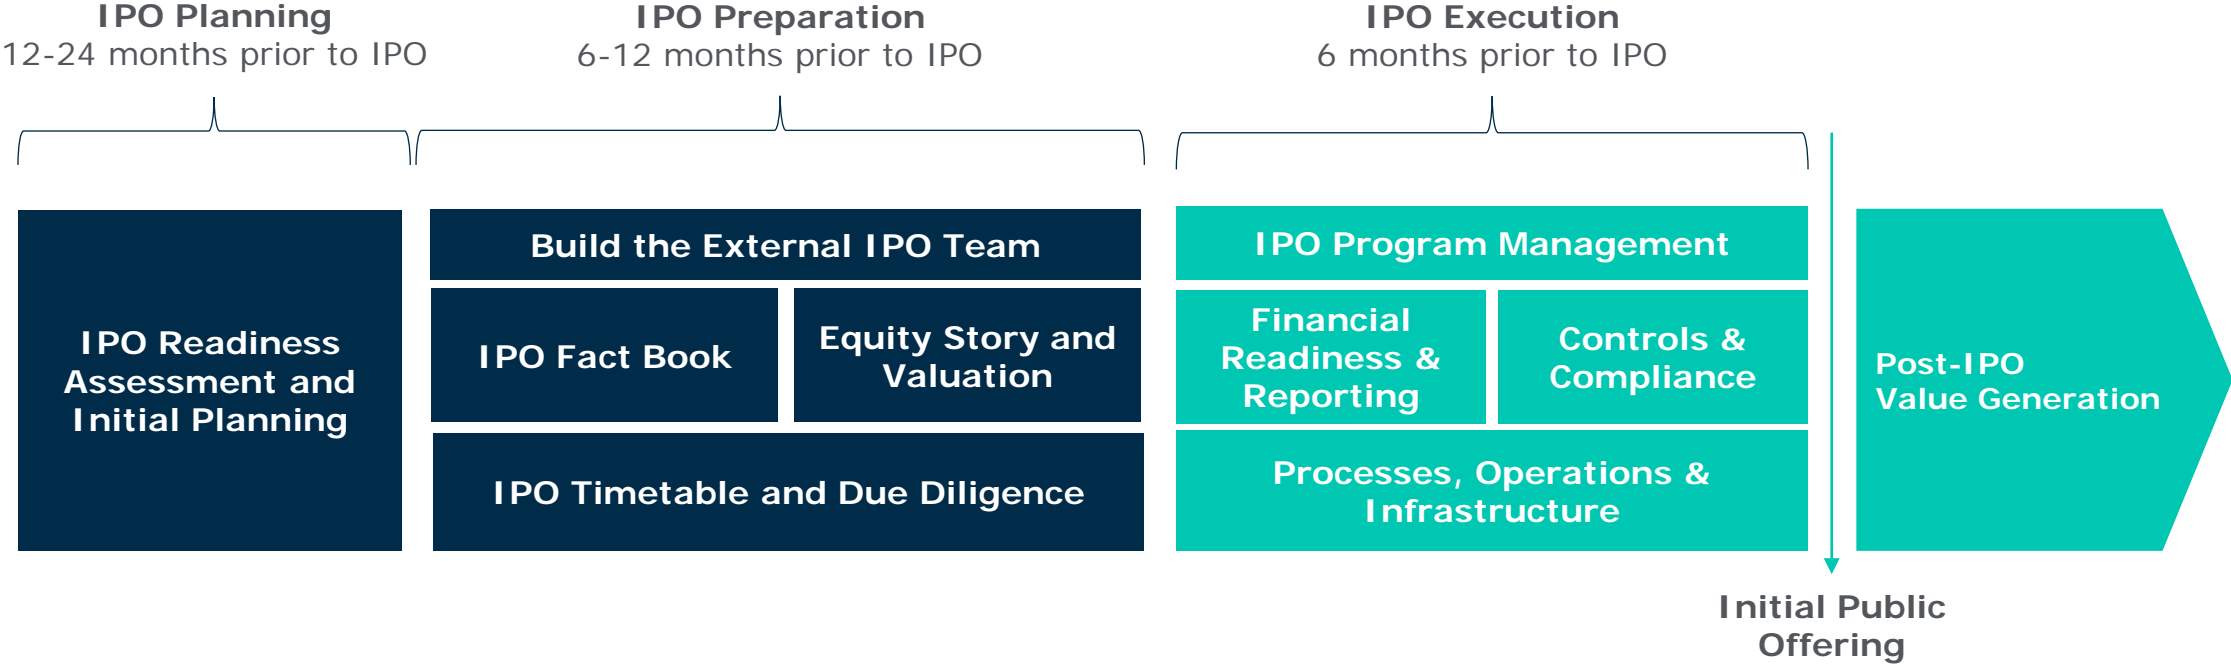 IPO Planning
12-24 months prior to IPO
IPO Preparation
6-12 months prior to IPO
IPO Execution
6 months prior to IPO
IPO Readiness
Assessment and
Initial Planning
Build the External IPO Team
IPO Fact Book
Equity Story and
Valuation
IPO Timetable and Due Diligence
IPO Program Management
Financial
Readiness &
Reporting
Controls &
Compliance
Processes, Operations &
Infrastructure
Post-IPO
Value Generation
Initial Public
Offering